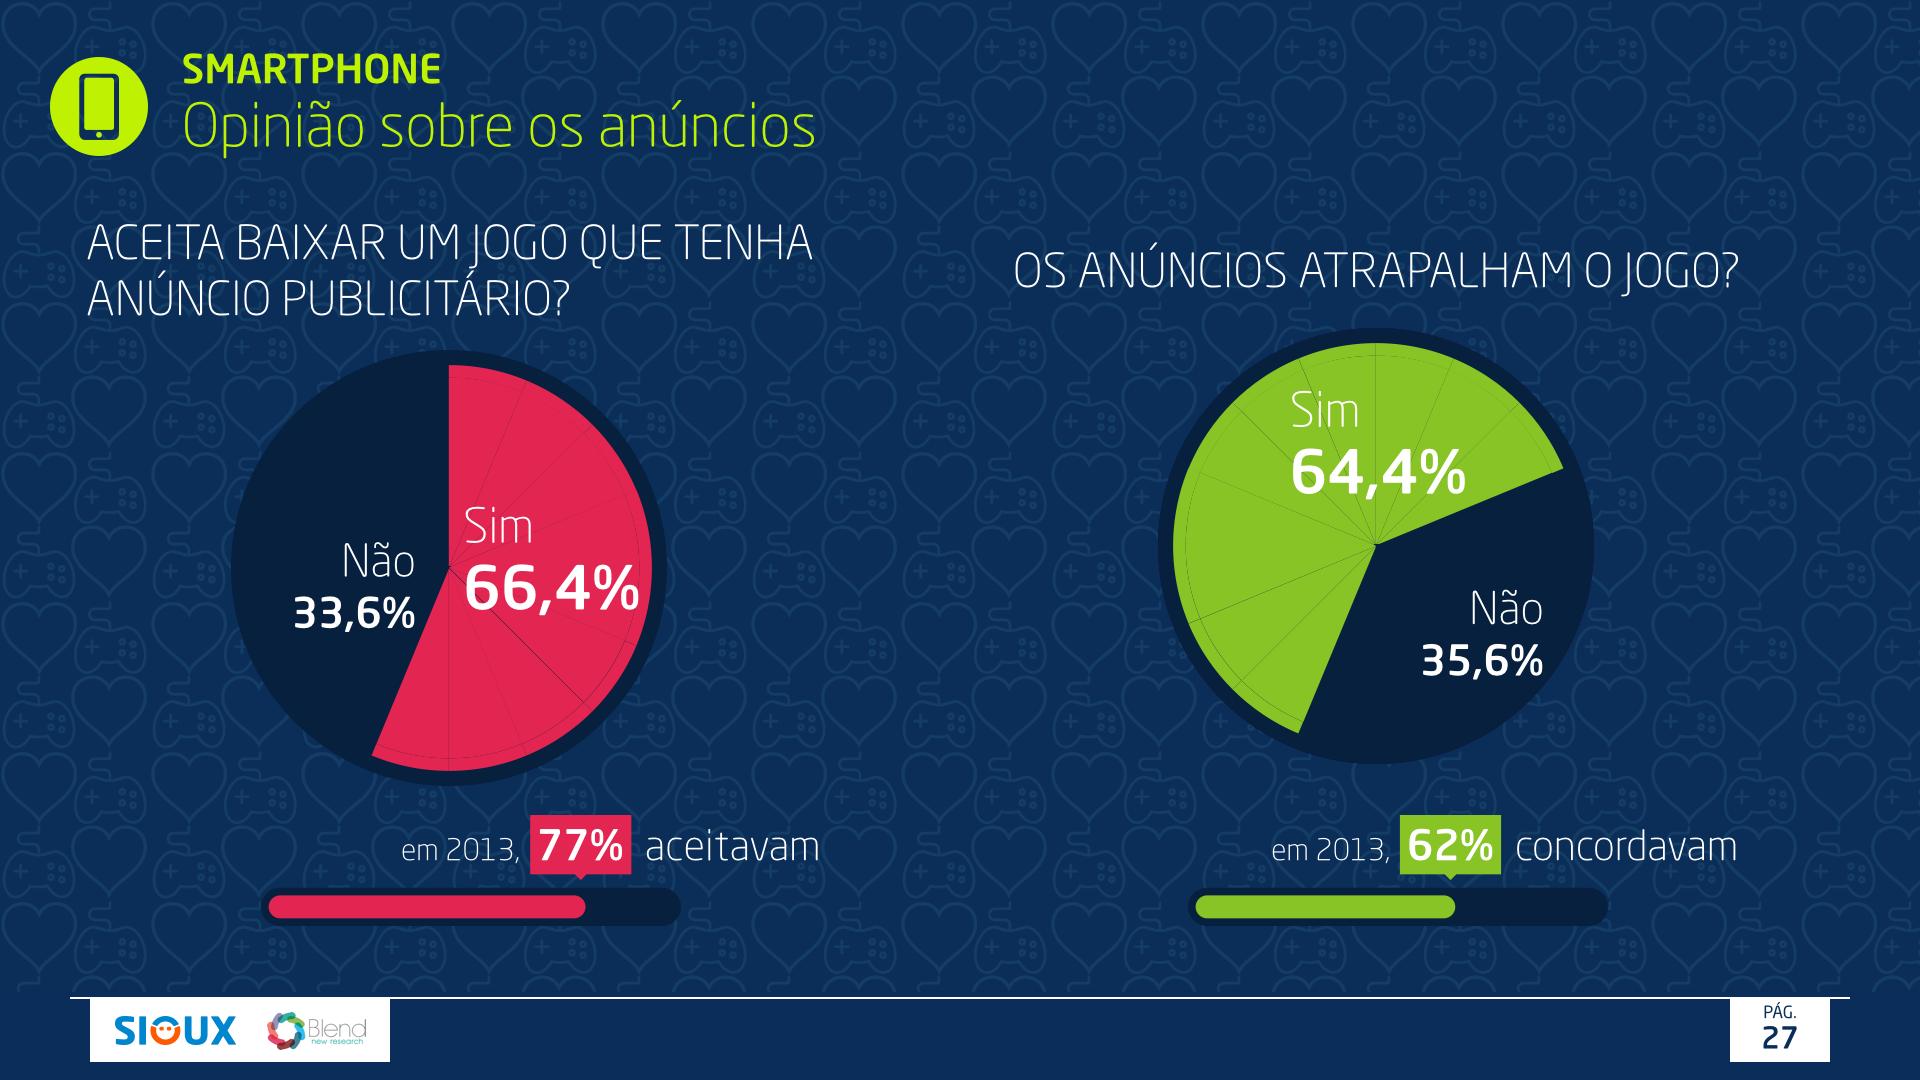 SMARTPHONE
Opinião sobre os anúncios
ACEITA BAIXAR UM JOGO QUE TENHA
ANÚNCIO PUBLICITÁRIO?
Não
33,6%
Sim
66,4%
em 2013, 77% aceitavam
OS ANÚNCIOS ATRAPALHAM O JOGO?
Sim
64,4%
Não
35,6%
em 2013, 62% concordavam
SIOUX
Blend
new research
PÁG.
27